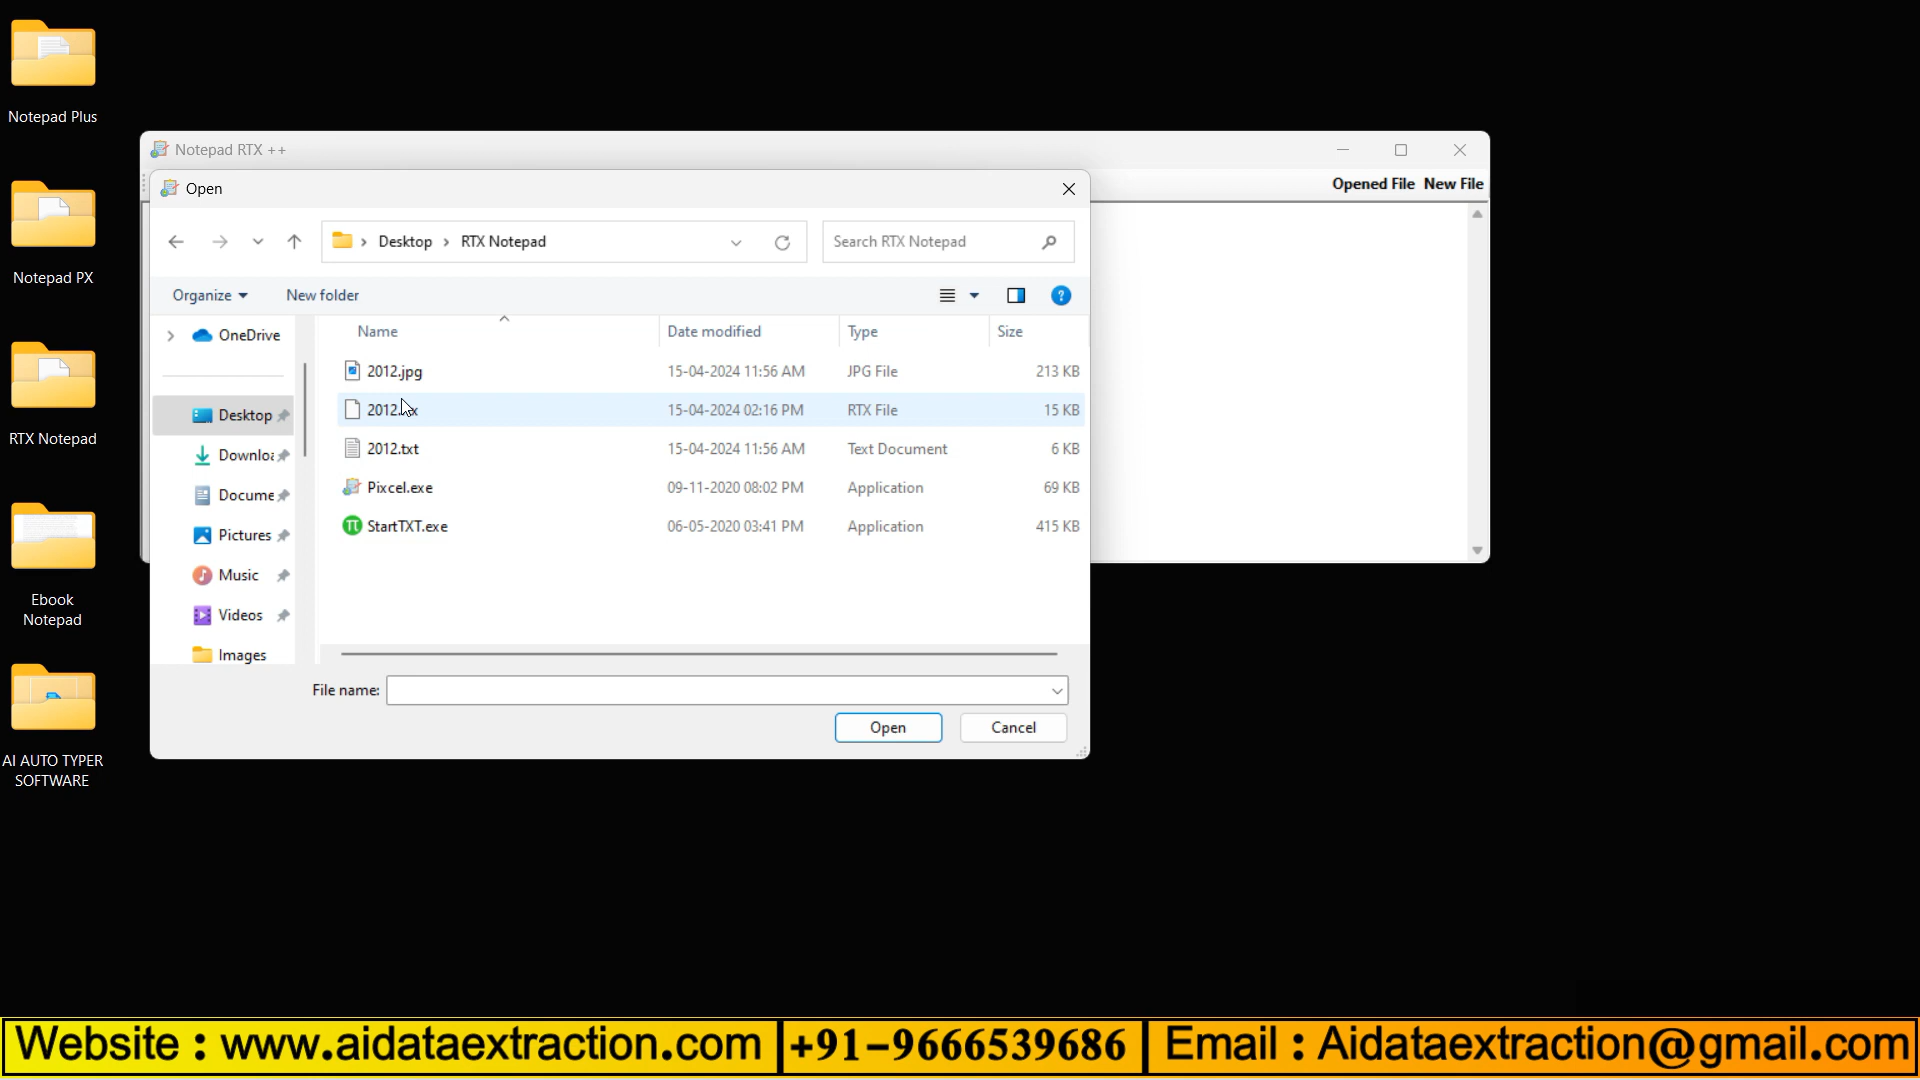 Notepad Plus
Notepad PX
RTX Notepad
Ebook
Notepad
AI AUTO TYPER
SOFTWARE
Notepad RTX ++
Opened File New File
Open
Desktop RTX Notepad
Search RTX Notepad
Organize New folder
OneDrive
Desktop
Downloa
Docume
Pictures
Music
Videos
Images
Name Date modified Type Size
2012.jpg 15-04-2024 11:56 AM JPG File 213 KB
2012. 15-04-2024 02:16 PM RTX File 15 KB
2012.txt 15-04-2024 11:56 AM Text Document 6 KB
Pixcel.exe 09-11-2020 08:02 PM Application 69 KB
StartTXT.exe 06-05-2020 03:41 PM Application 415 KB
File name:
Open Cancel
Website : www.aidataextraction.com +91-9666539686 Email : Aidataextraction@gmail.com